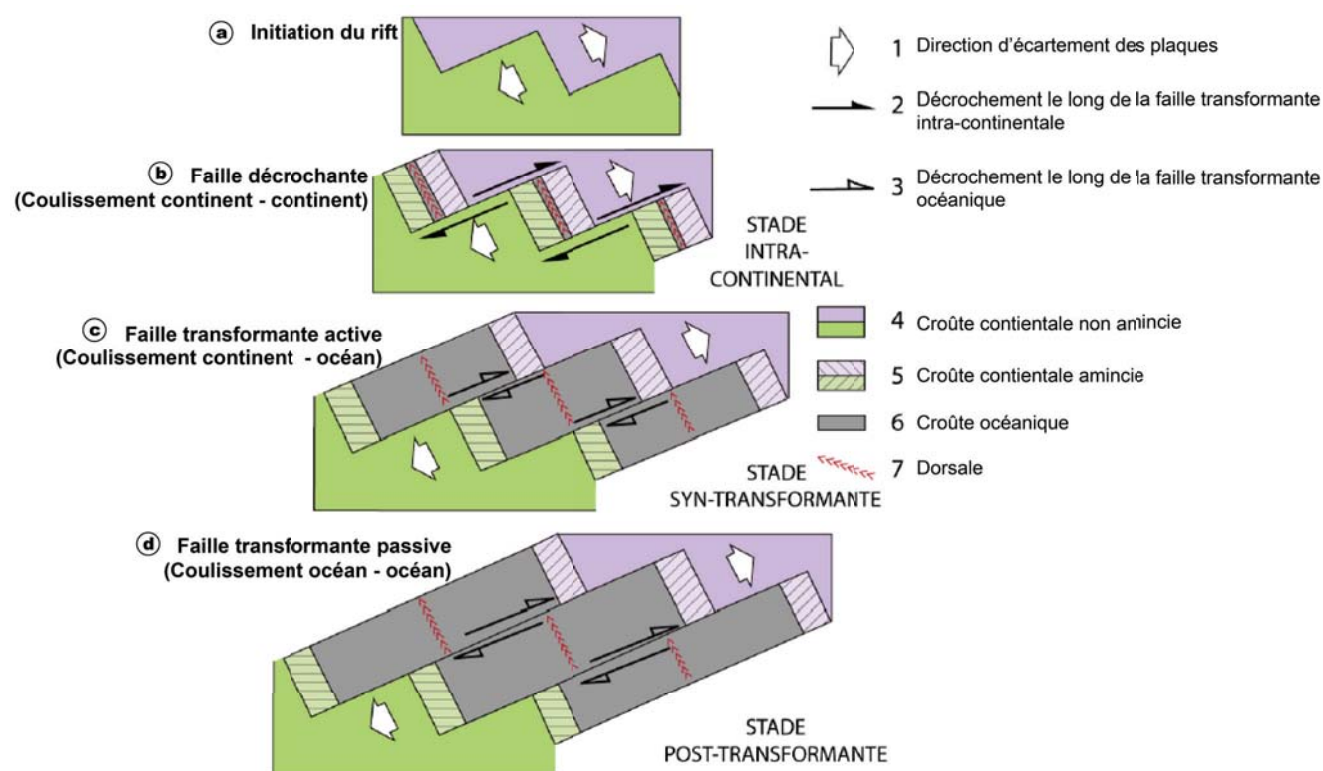 a Initiation du rift
b Faille décrochante
(Coulissement continent - continent)
STADE
INTRA-
CONTINENTAL
c Faille transformante active
(Coulissement continent - océan)
STADE
SYN-TRANSFORMANTE
d Faille transformante passive
(Coulissement océan - océan)
STADE
POST-TRANSFORMANTE
1 Direction d'écartement des plaques
2 Décrochement le long de la faille transformante
intra-continentale
3 Décrochement le long de la faille transformante
océanique
4 Croûte contientale non amincie
5 Croûte contientale amincie
6 Croûte océanique
7 Dorsale